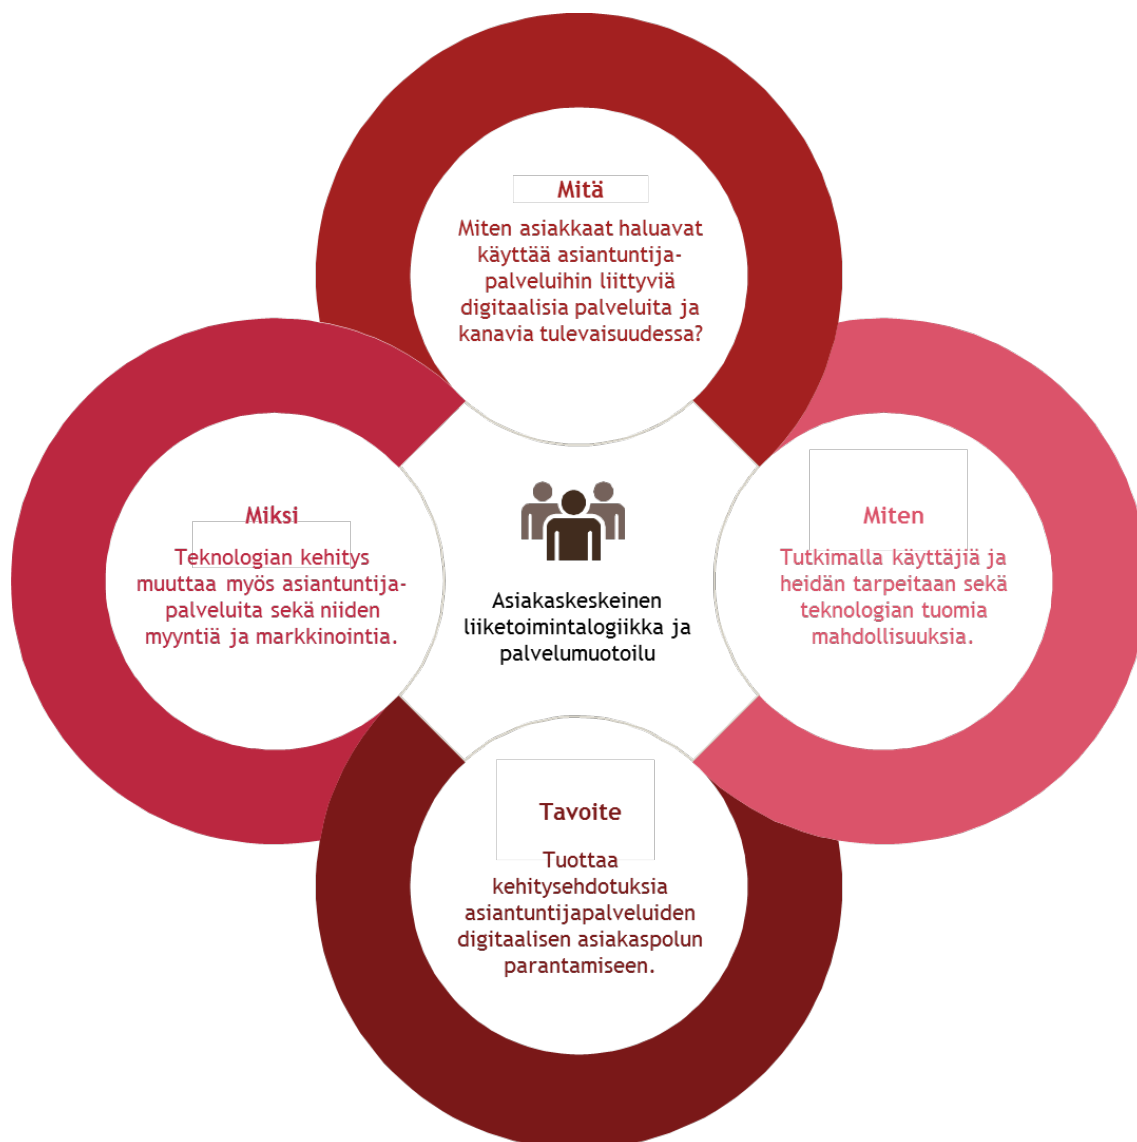 Mitä
Miten asiakkaat haluavat
käyttää asiantuntija-
palveluihin liittyviä
digitaalisia palveluita ja
kanavia tulevaisuudessa?
Miksi
Teknologian kehitys
muuttaa myös asiantuntija-
palveluita sekä niiden
myyntiä ja markkinointia.
Asiakaskeskeinen
liiketoimintalogiikka ja
palvelumuotoilu
Miten
Tutkimalla käyttäjiä ja
heidän tarpeitaan sekä
teknologian tuomia
mahdollisuuksia.
Tavoite
Tuottaa
kehitysehdotuksia
asiantuntijapalveluiden
digitaalisen asiakaspolun
parantamiseen.